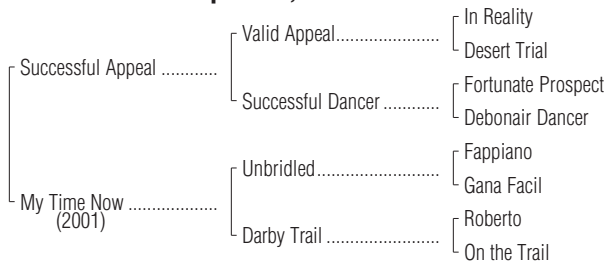 In Reality
Valid Appeal.....................
Desert Trial
Successful Appeal ............
Fortunate Prospect
Successful Dancer ............
Debonair Dancer
Fappiano
Unbridled..........................
Gana Facil
My Time Now ...................
(2001)
Roberto
Darby Trail ........................
On the Trail